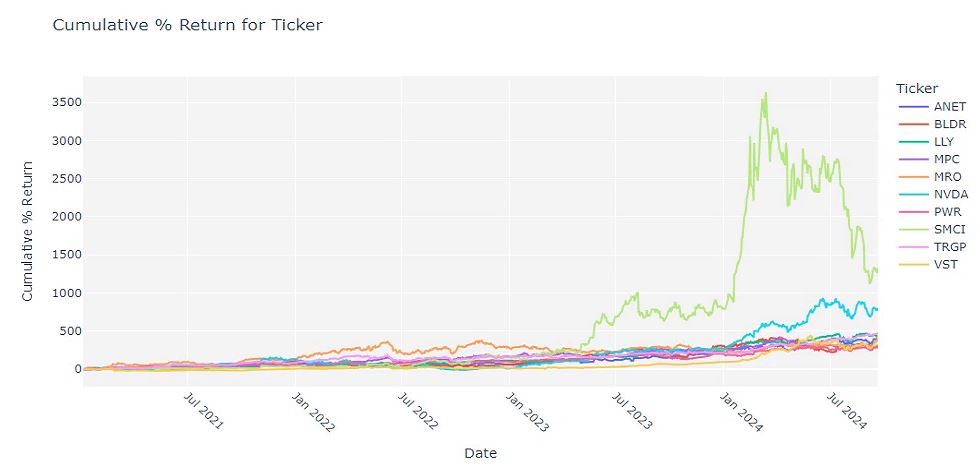 Cumulative % Return for Ticker
Cumulative % Return
3500
3000
2500
2000
1500
1000
500
0
Jul 2021
Jan 2022
Jul 2022
Jan 2023
Jul 2023
Jan 2024
Jul 2024
Date
Ticker
ANET
BLDR
LLY
MPC
MRO
NVDA
PWR
SMCI
TRGP
VST